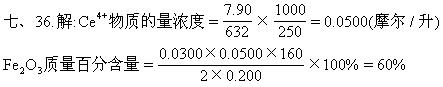 七、36.解:Ce⁴⁺物质的量浓度=7.90/632×1000/250=0.0500(摩尔/升)
Fe₂O₃质量百分含量=0.0300×0.0500×160/2×0.200×100%=60%